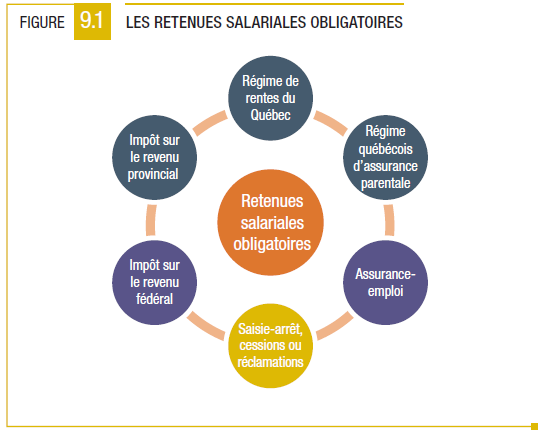 FIGURE 9.1 LES RETENUES SALARIALES OBLIGATOIRES
Régime de
rentes du
Québec
Régime
québécois
d'assurance
parentale
Assurance-
emploi
Saisie-arrêt,
cessions ou
réclamations
Impôt sur
le revenu
fédéral
Impôt sur
le revenu
provincial
Retenues
salariales
obligatoires